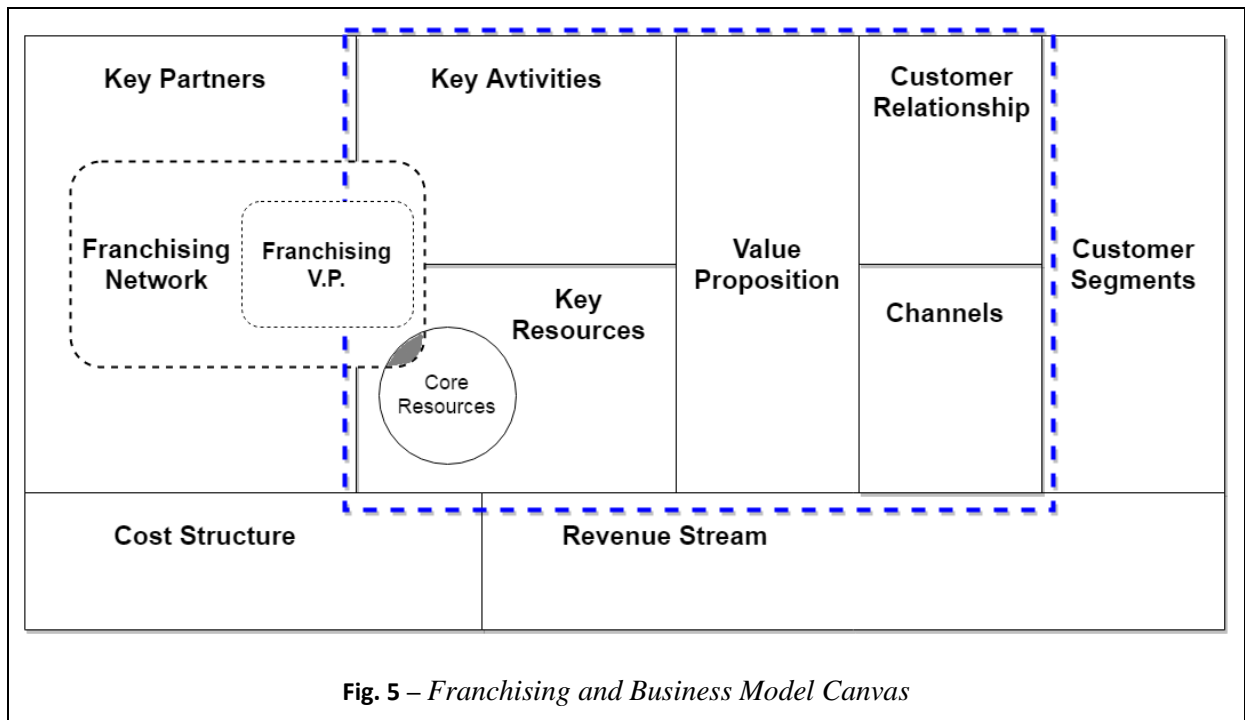 Key Partners
Key Avtivities
Customer
Relationship
Franchising
Network
Franchising
V.P.
Key
Resources
Core
Resources
Value
Proposition
Channels
Customer
Segments
Cost Structure
Revenue Stream
Fig. 5 – Franchising and Business Model Canvas